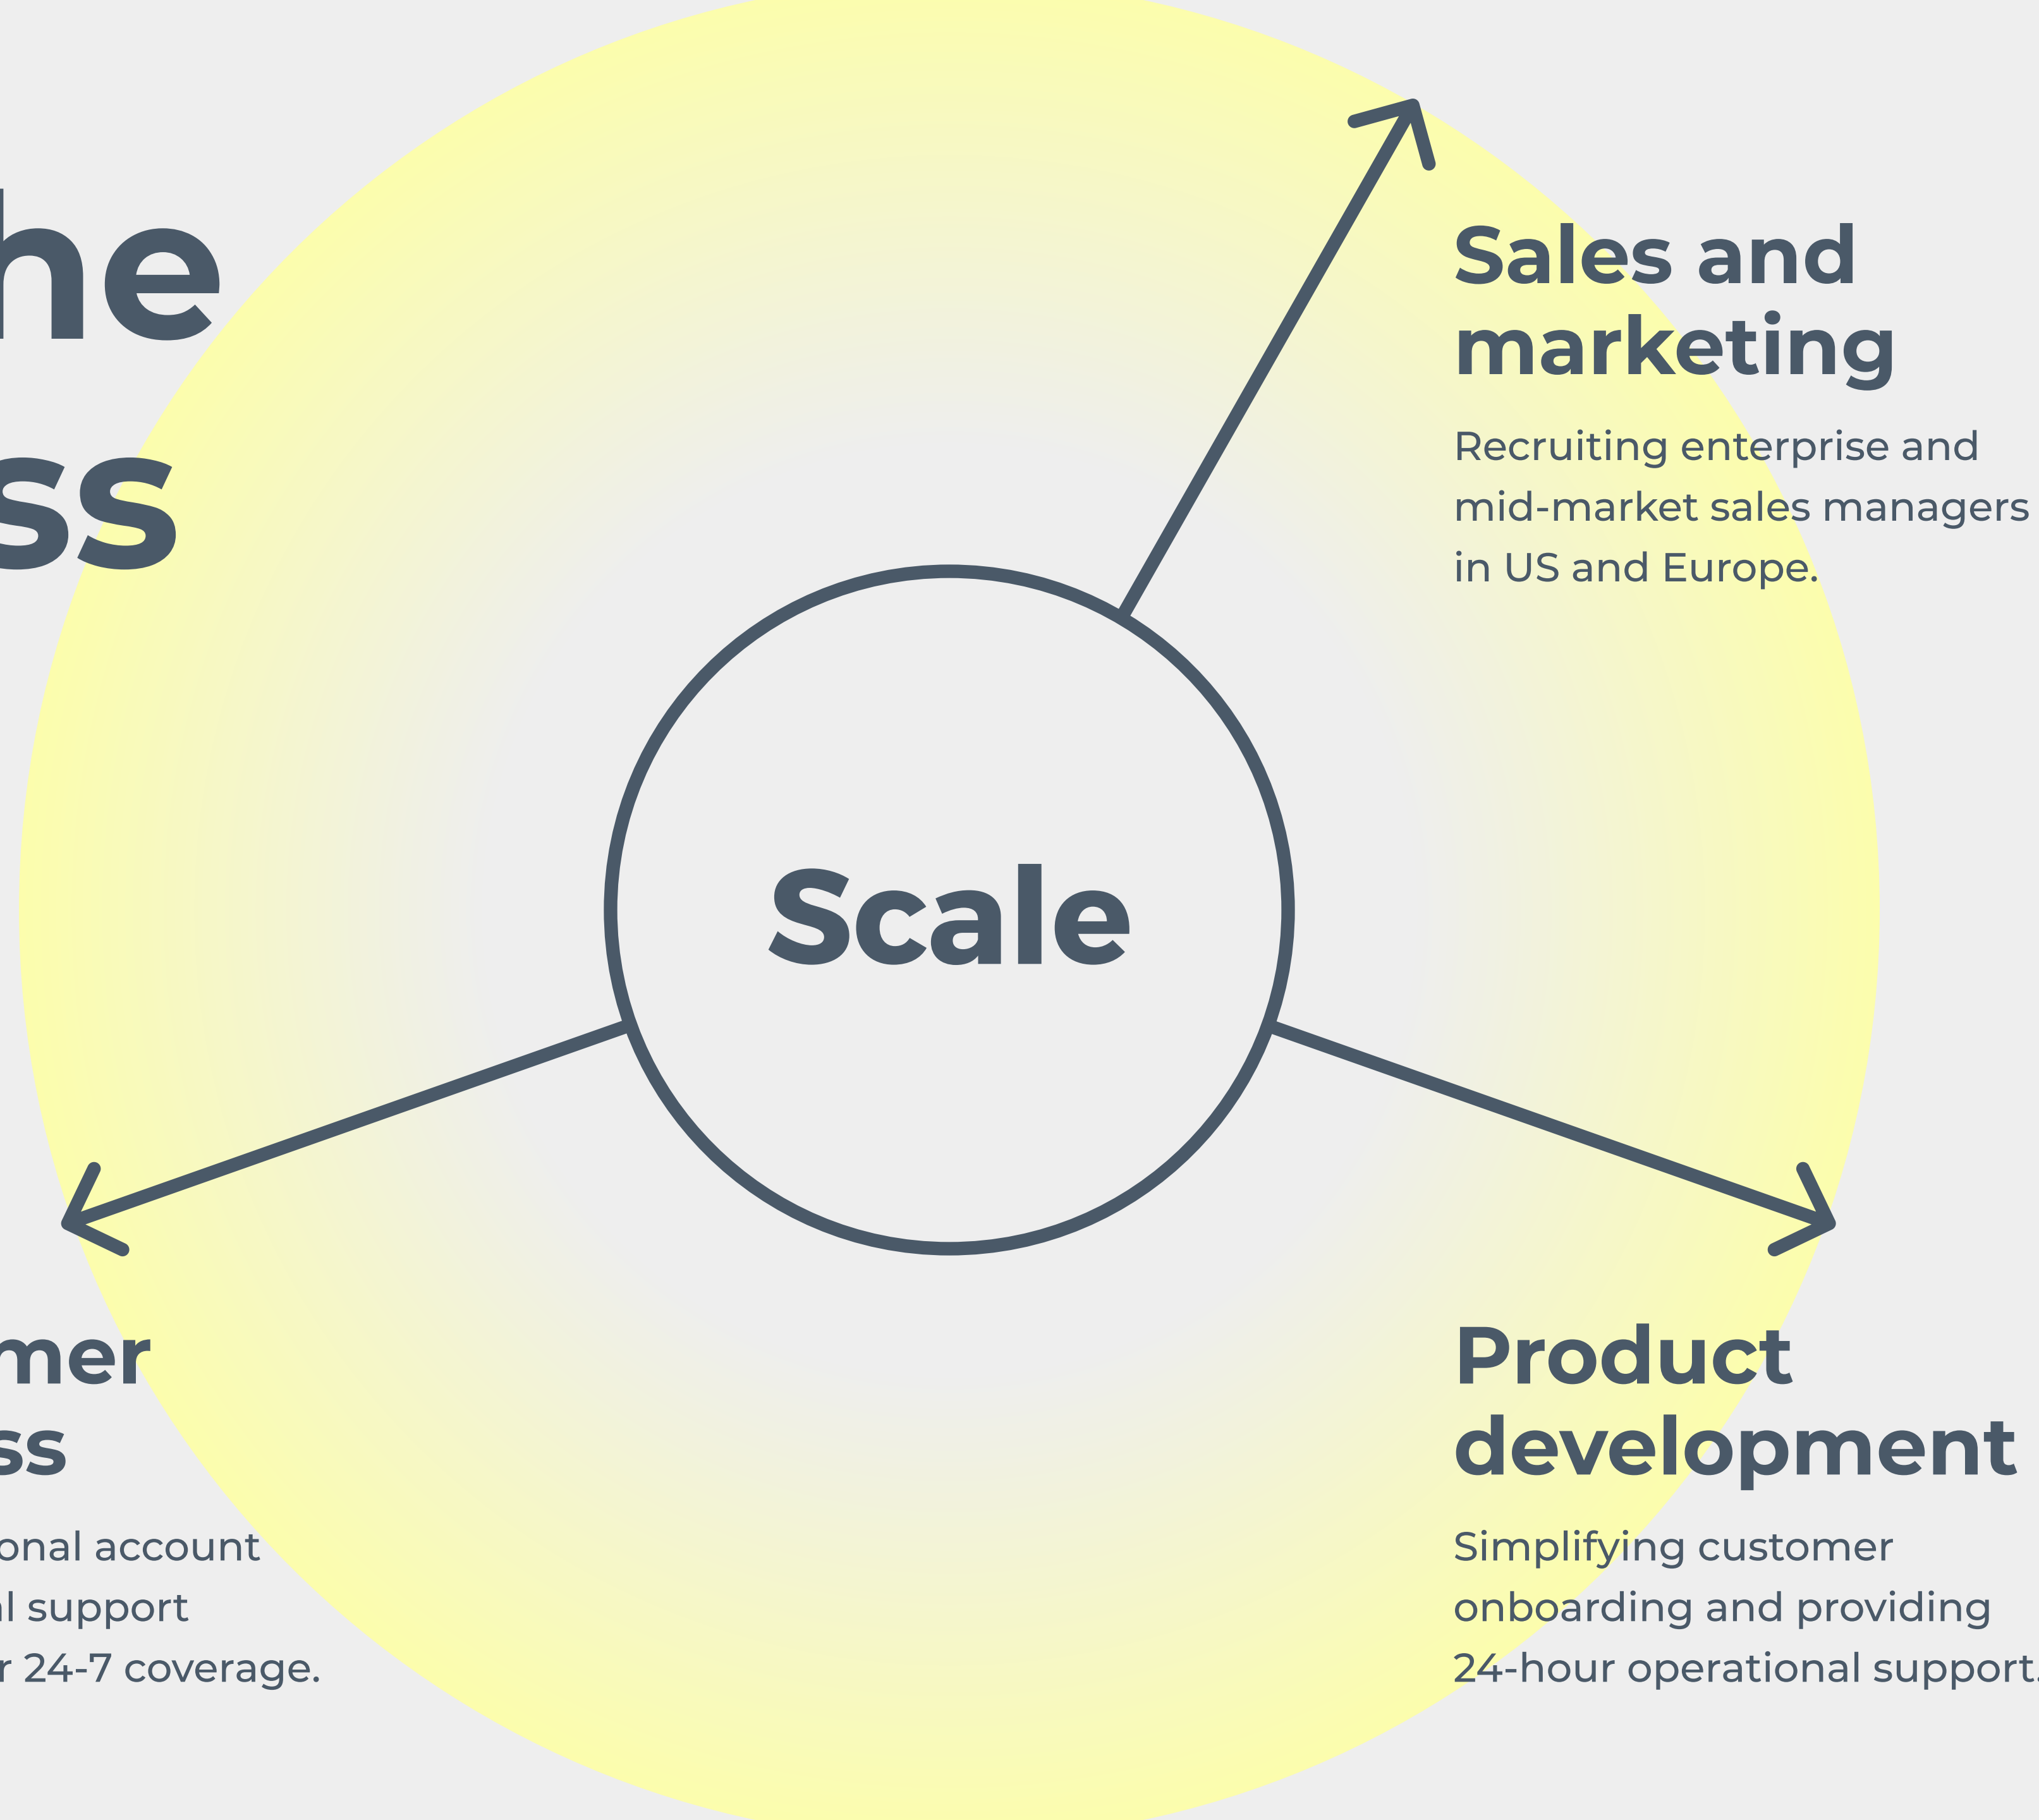 he
ss
Sales and
marketing
Recruiting enterprise and
mid-market sales managers
in US and Europe.
Scale
mer
ss
onal account
l support
r 24-7 coverage.
Product
development
Simplifying customer
onboarding and providing
24-hour operational support.